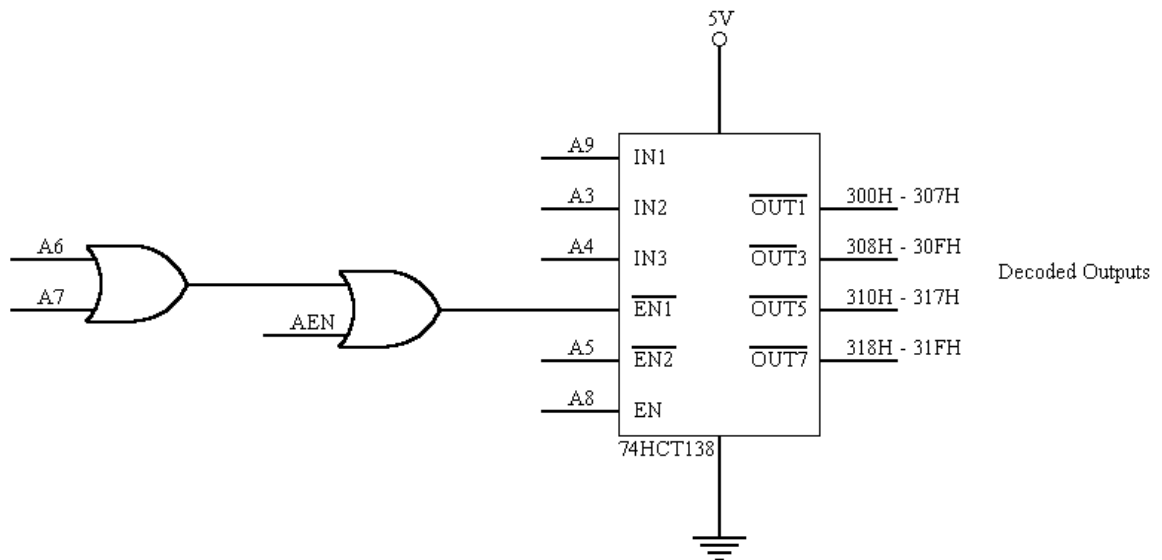 5V
A9
IN1
A3
IN2
OUT1
300H - 307H
A6
A4
IN3
OUT3
308H - 30FH
Decoded Outputs
A7
AEN
EN1
OUT5
310H - 317H
A5
EN2
OUT7
318H - 31FH
A8
EN
74HCT138